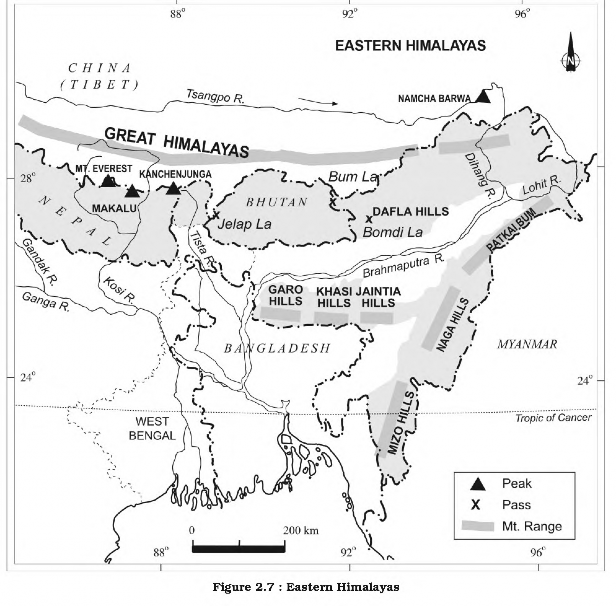 88°
92°
96°
EASTERN HIMALAYAS
N
CHINA
(TIBET)
Tsangpo R.
NAMCHA BARWA
GREAT HIMALAYAS
MT. EVEREST
KANCHENJUNGA
Bum La
Dihang R.
Lohit R.
28°
MAKALU
BHUTAN
DAFLA HILLS
NEPAL
Jelap La
Bomdi La
PATKAI BUM
Tista R.
Gandak R.
Brahmaputra R.
Kosi R.
Ganga R.
GARO
HILLS
KHASI
HILLS
JAINTIA
HILLS
NAGA HILLS
BANGLADESH
MYANMAR
24°
24°
MIZO HILLS
Tropic of Cancer
WEST
BENGAL
Peak
X Pass
Mt. Range
0 200 km
88°
92°
96°
Figure 2.7 : Eastern Himalayas